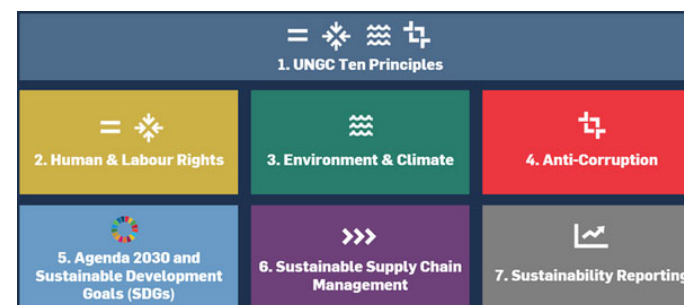 1. UNGC Ten Principles
2. Human & Labour Rights
3. Environment & Climate
4. Anti-Corruption
5. Agenda 2030 and
Sustainable Development
Goals (SDGs)
6. Sustainable Supply Chain
Management
7. Sustainability Reporting